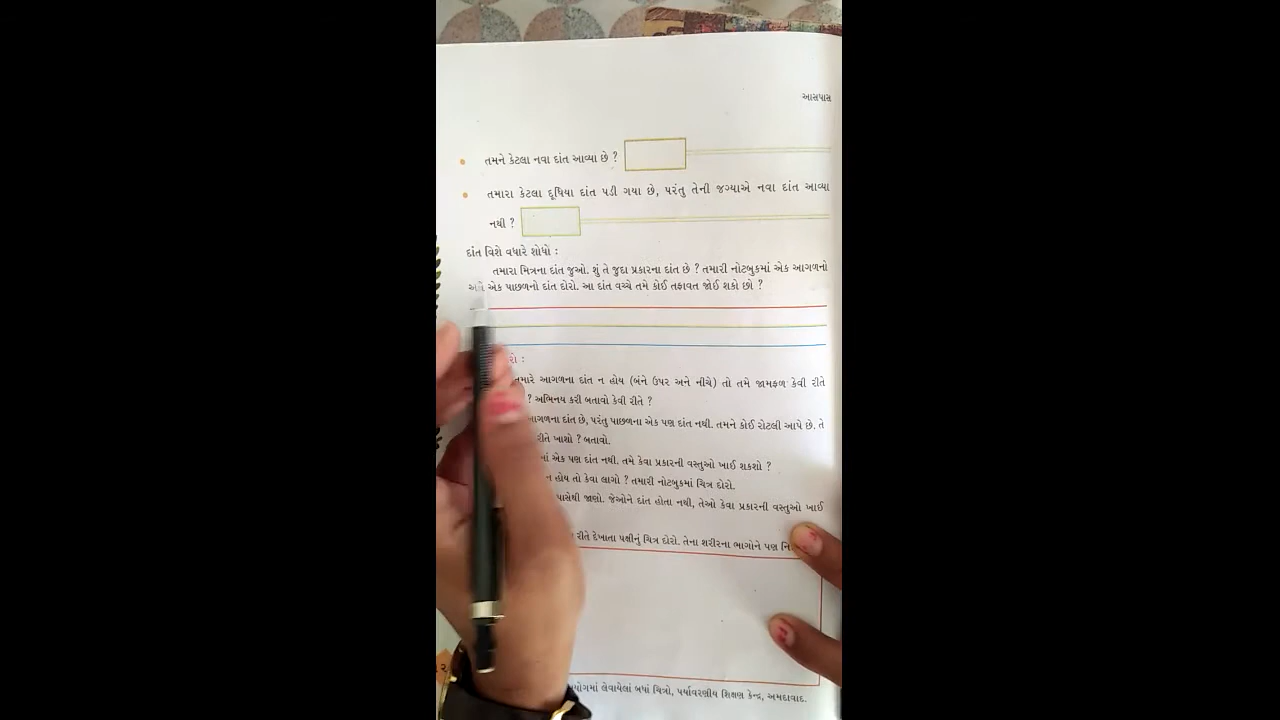 આસપાસ
તમને કેટલા નવા દાંત આવ્યા છે ?
તમારા કેટલા દૂધિયા દાંત પડી ગયા છે, પરંતુ તેની જગ્યાએ નવા દાંત આવ્યા
નથી ?
દાંત વિશે વધારે શોધો :
તમારા મિત્રના દાંત જુઓ. શું તે જુદા પ્રકારના દાંત છે ? તમારી નોટબુકમાં એક આગળનો
અને એક પાછળનો દાંત દોરો. આ દાંત વચ્ચે તમે કોઈ તફાવત જોઈ શકો છો ?
તમારે આગળના દાંત ન હોય (બંને ઉપર અને નીચે) તો તમે જામફળ કેવી રીતે
? અભિનય કરી બતાવો કેવી રીતે ?
આગળના દાંત છે, પરંતુ પાછળના એક પણ દાંત નથી. તમને કોઈ રોટલી આપે છે. તે
રીતે ખાશો ? બતાવો.
એક પણ દાંત નથી. તમે કેવા પ્રકારની વસ્તુઓ ખાઈ શકશો ?
ન હોય તો કેવા લાગો ? તમારી નોટબુકમાં ચિત્ર દોરો.
પાસેથી જાણો. જેઓને દાંત હોતા નથી, તેઓ કેવા પ્રકારની વસ્તુઓ ખાઈ
રીતે દેખાતા પક્ષીનું ચિત્ર દોરો. તેના શરીરના ભાગોને પણ
લેવાયેલાં બધાં ચિત્રો, પર્યાવરણીય શિક્ષણ કેન્દ્ર, અમદાવાદ.